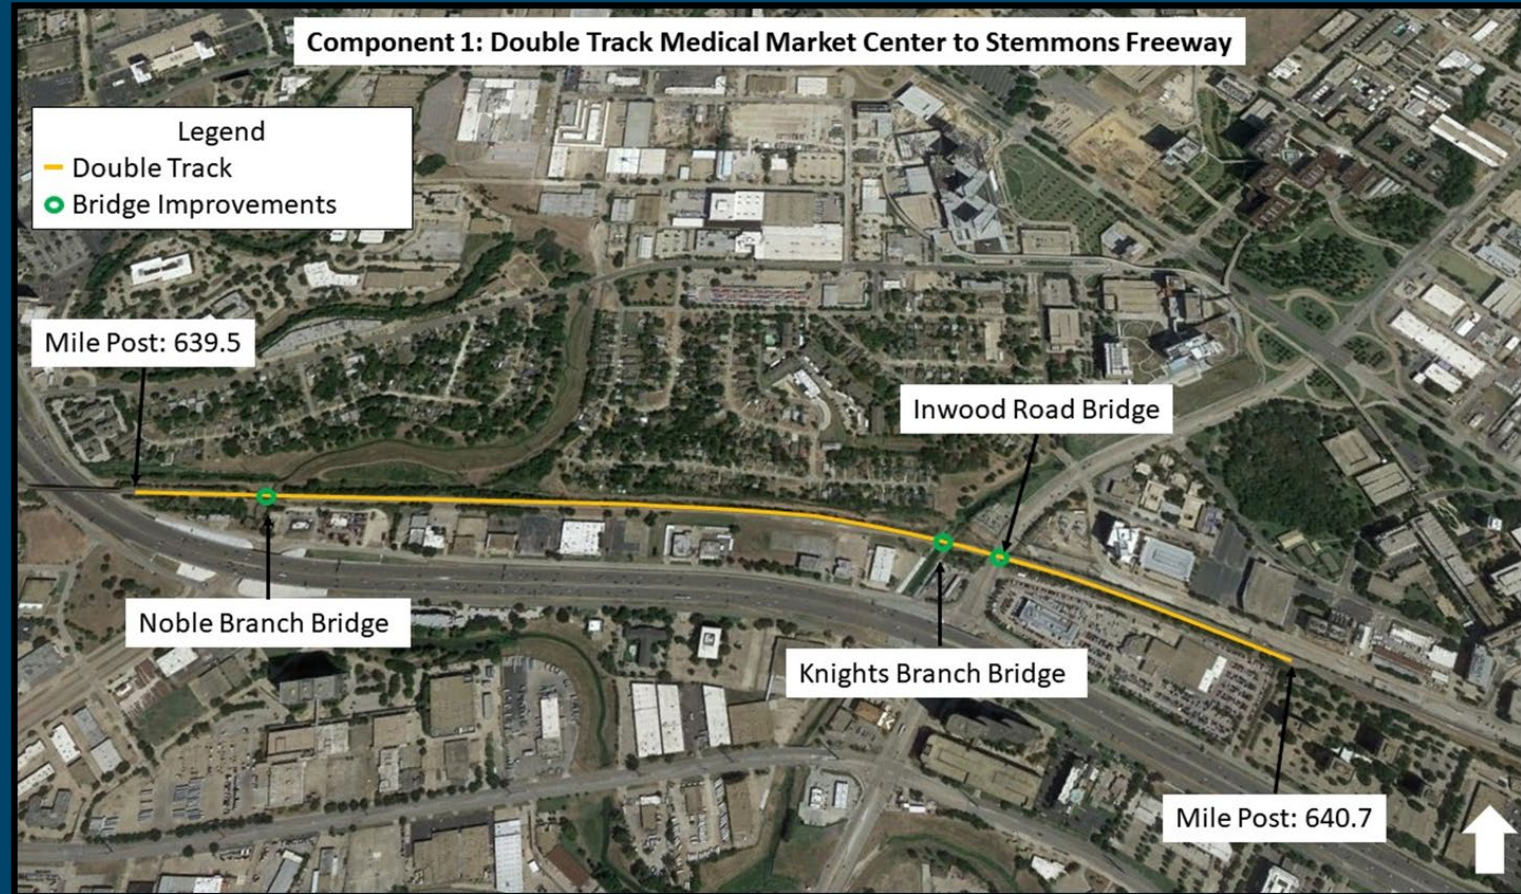 Component 1: Double Track Medical Market Center to Stemmons Freeway
Legend
Double Track
Bridge Improvements
Mile Post: 639.5
Inwood Road Bridge
Noble Branch Bridge
Knights Branch Bridge
Mile Post: 640.7